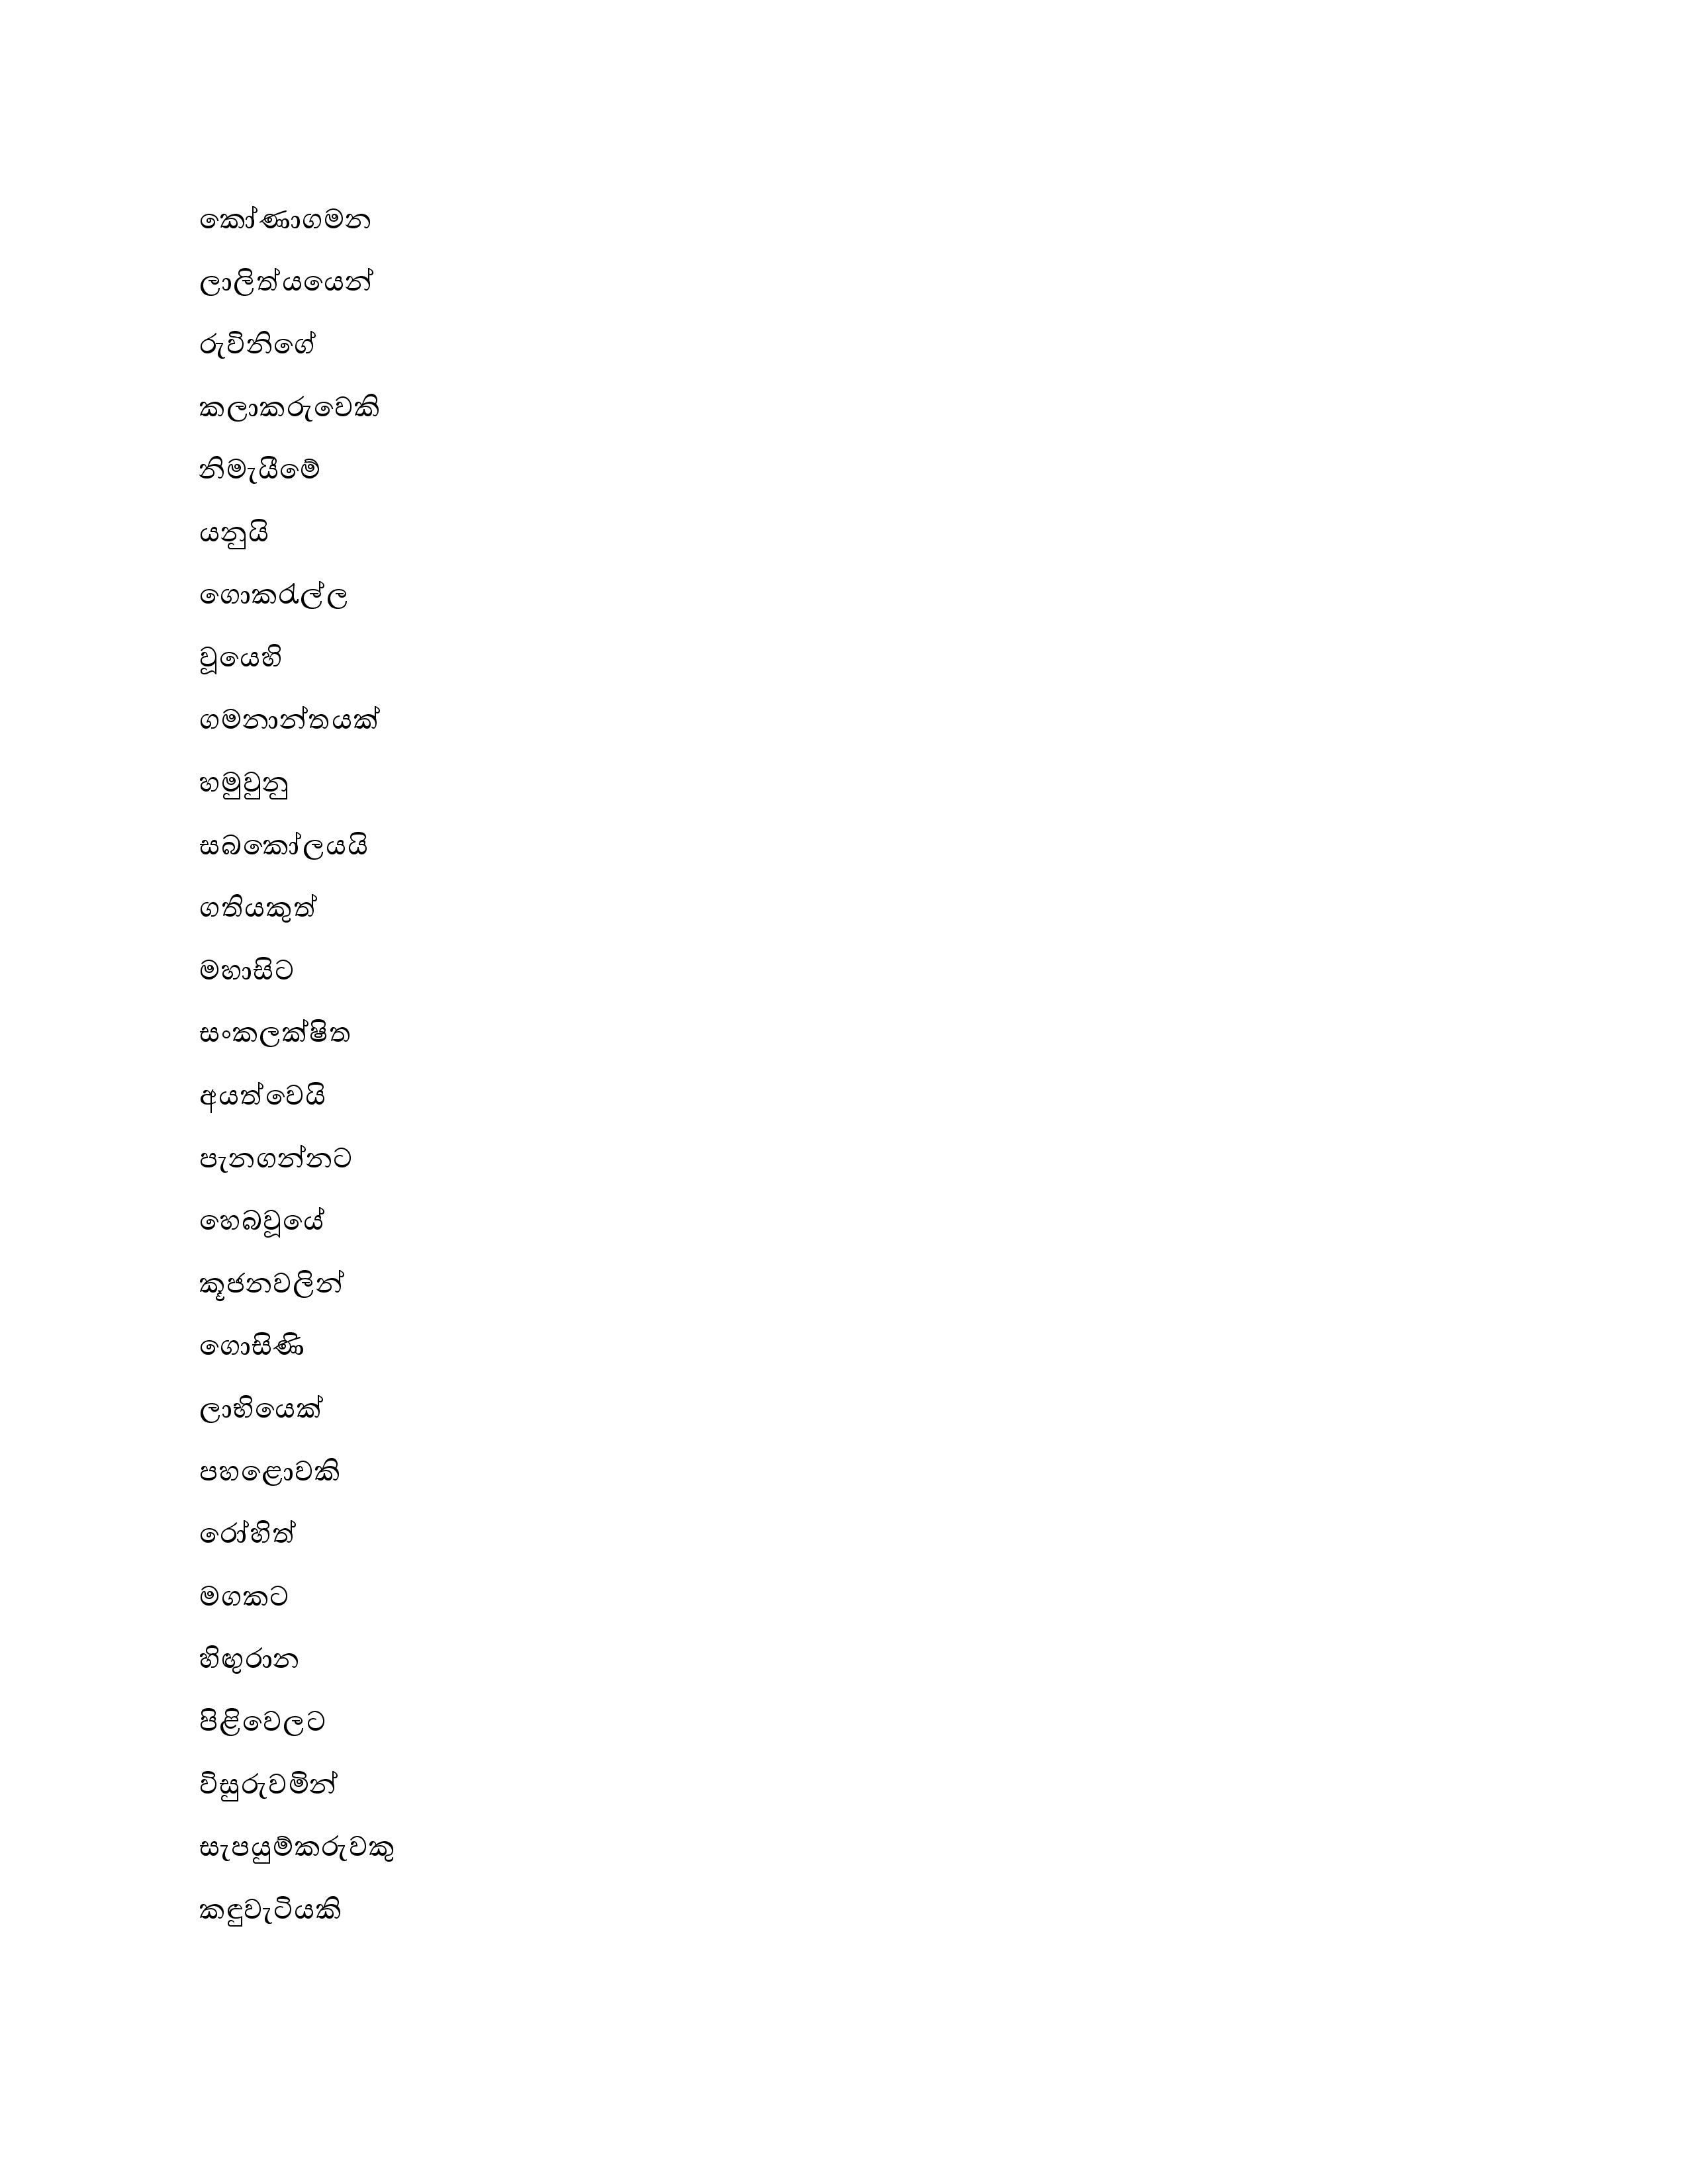 කෝණාගමන
ලාලිත්යයෙන්
රුවිනිගේ
කලාකරුවෙකි
නිමැයීමේ
යනුයි
ගොකරැල්ල
වූයෙහි
ගමනාන්තයක්
හමුවුනු
සබකෝලයයි
ගතියකුත්
මහාසිට
සංකලක්ෂිත
අයත්වෙයි
පැනගන්නට
හෙබවූයේ
කූජනවලින්
ගොසිණි
ලාභියෙක්
පහළොවකි
රෝහිත්
මගකට
හිඟුරාන
පිළිවෙලට
විසුරුවමින්
සැපයුම්කරුවකු
කඳුවැටියකි